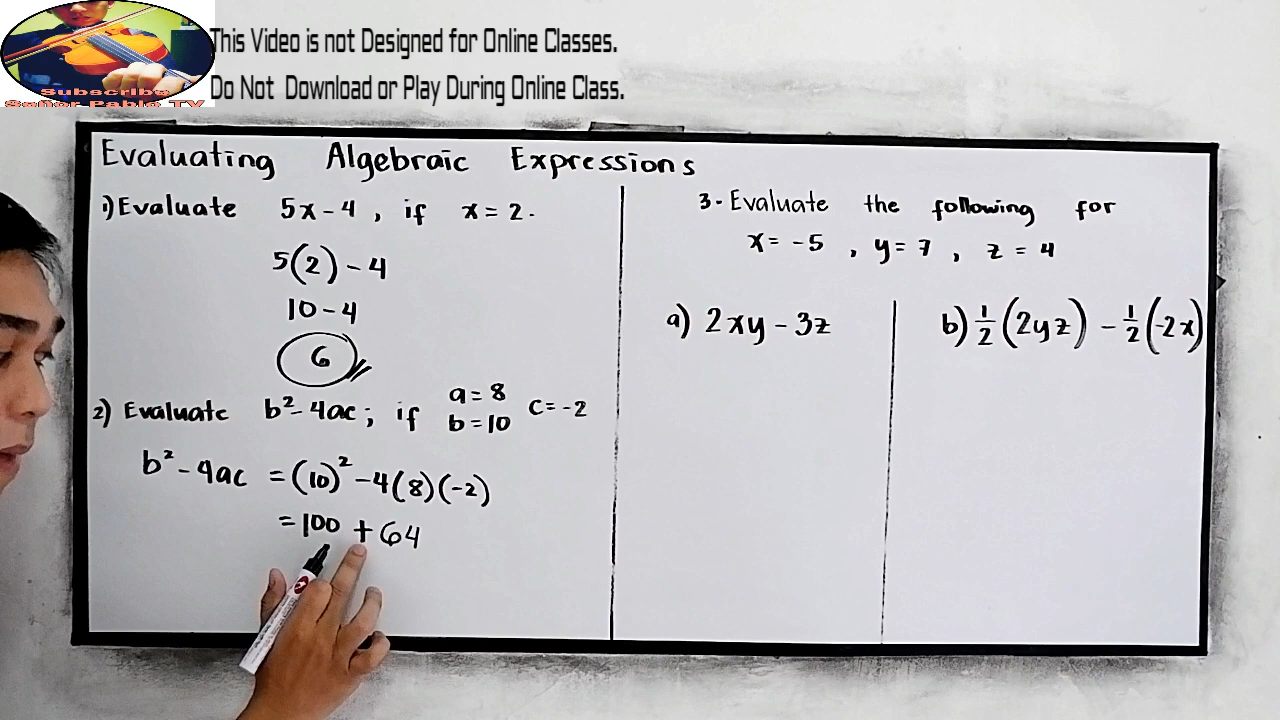 This Video is not Designed for Online Classes.
Do Not Download or Play During Online Class.
Subscribe
Señor Pablo TV
Evaluating Algebraic Expressions
1) Evaluate 5x - 4 , if x = 2.
5(2) - 4
10 - 4
6
2) Evaluate b² - 4ac ; if a = 8 b = 10 c = -2
b² - 4ac = (10)² - 4(8)(-2)
= 100 + 64
3. Evaluate the following for
x = -5 , y = 7 , z = 4
a) 2xy - 3z
b) 1/2 (2yz) - 1/2 (-2x)